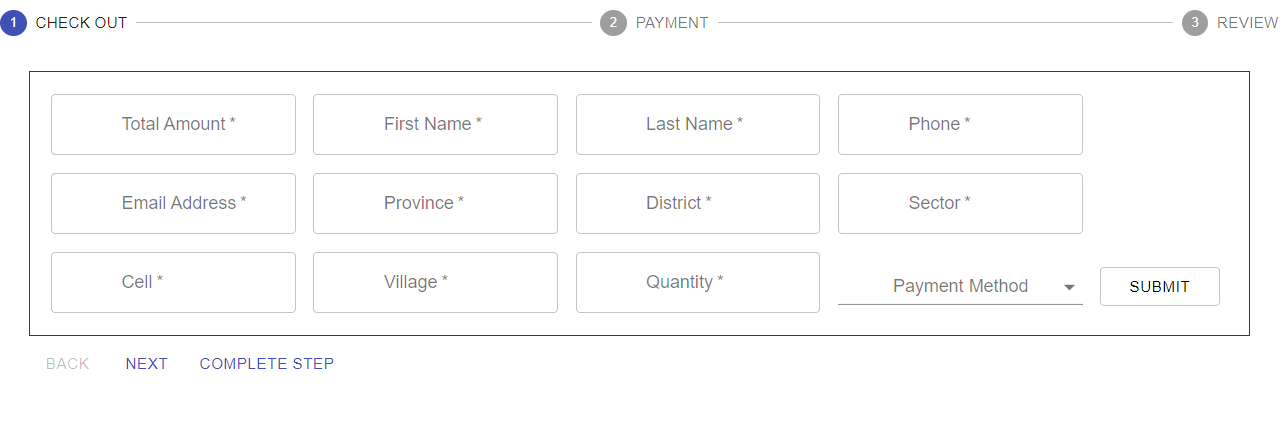 1 CHECK OUT 2 PAYMENT 3 REVIEW
Total Amount * First Name * Last Name * Phone *
Email Address * Province * District * Sector *
Cell * Village * Quantity * Payment Method SUBMIT
BACK NEXT COMPLETE STEP